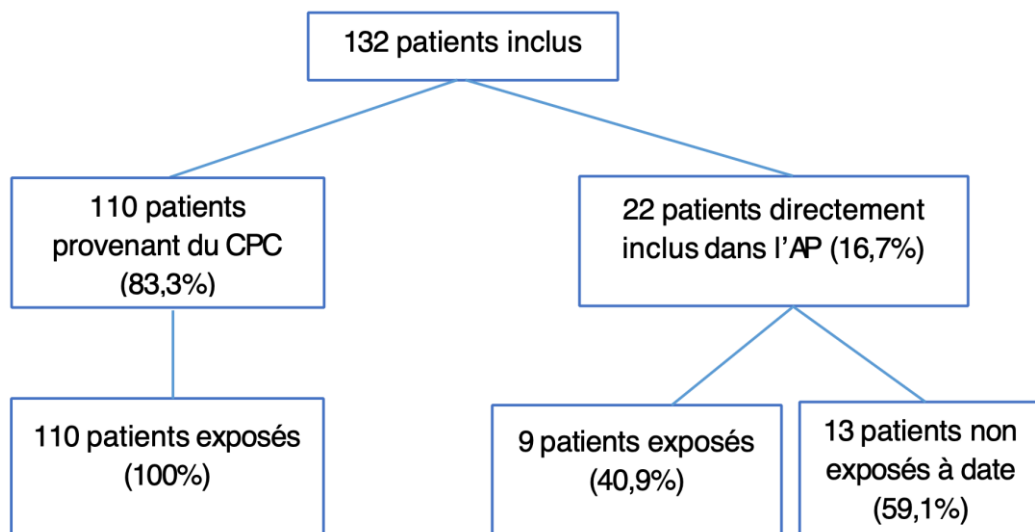 132 patients inclus
110 patients
provenant du CPC
(83,3%)
22 patients directement
inclus dans l’AP (16,7%)
110 patients exposés
(100%)
9 patients exposés
(40,9%)
13 patients non
exposés à date
(59,1%)